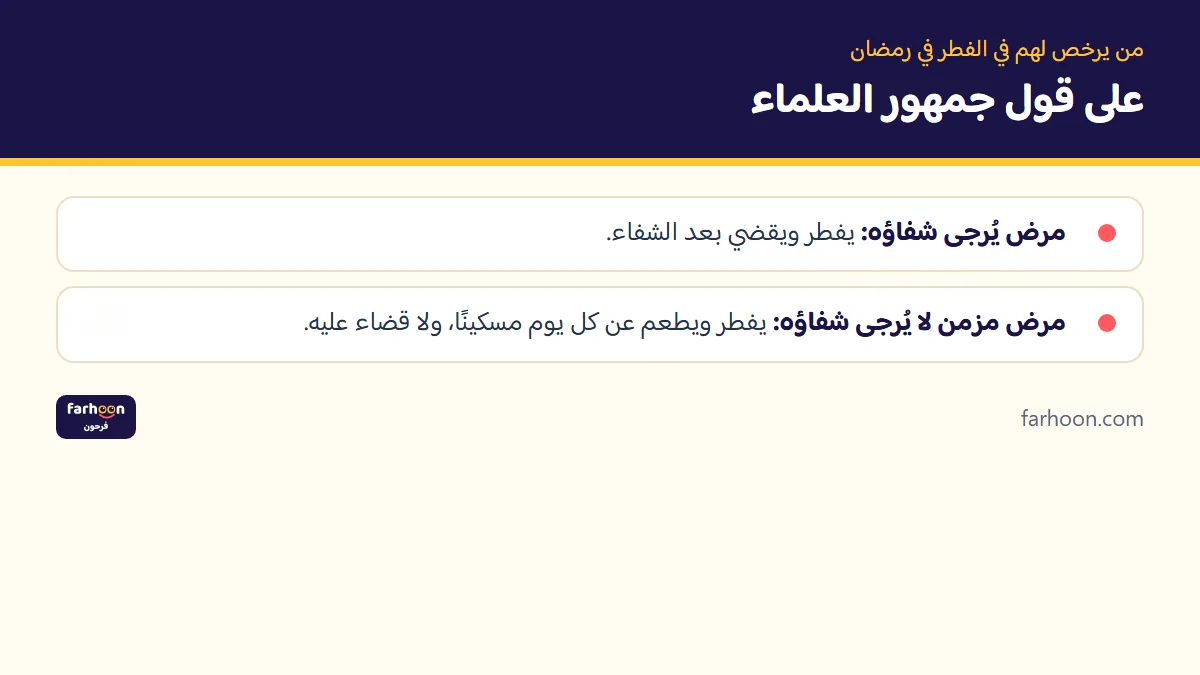 من يرخص لهم في الفطر في رمضان
على قول جمهور العلماء
مرض يُرجى شفاؤه: يفطر ويقضي بعد الشفاء.
مرض مزمن لا يُرجى شفاؤه: يفطر ويطعم عن كل يوم مسكينًا، ولا قضاء عليه.
farhoon.com
farhoon
فرحون